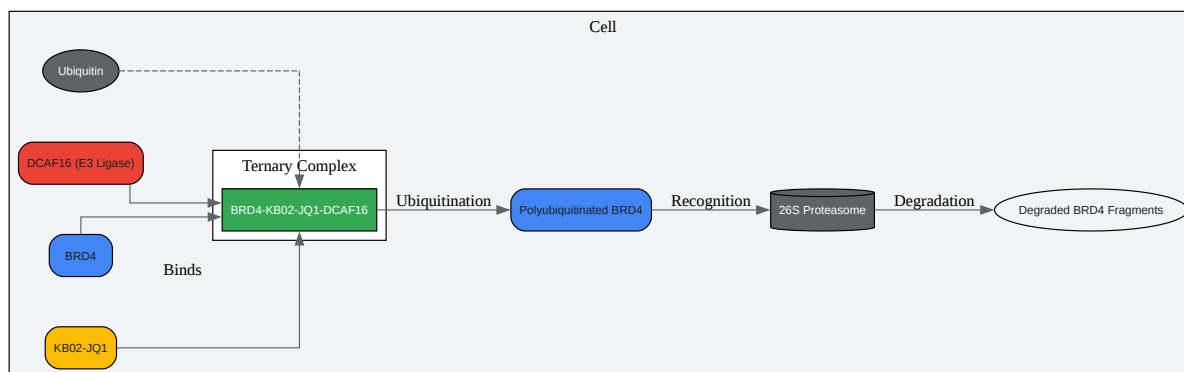 Cell
Ubiquitin
DCAF16 (E3 Ligase)
Ternary Complex
BRD4-KB02-JQ1-DCAF16
Ubiquitination
Polyubiquitinated BRD4
Recognition
26S Proteasome
Degradation
Degraded BRD4 Fragments
BRD4
Binds
KB02-JQ1